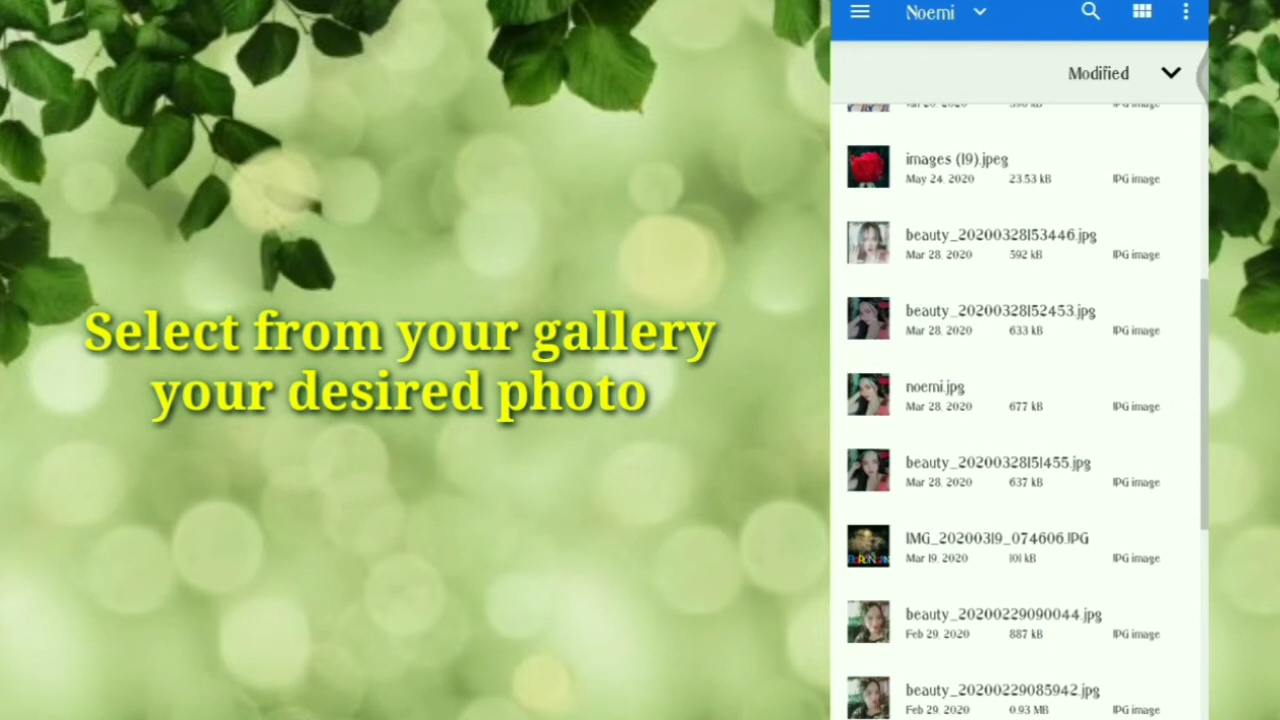 Select from your gallery
your desired photo
Noemi
Modified
images (19).jpeg
May 24, 2020 23.53 kB JPG image
beauty_20200328153446.jpg
Mar 28, 2020 592 kB JPG image
beauty_20200328152453.jpg
Mar 28, 2020 633 kB JPG image
noemi.jpg
Mar 28, 2020 677 kB JPG image
beauty_20200328151455.jpg
Mar 28, 2020 637 kB JPG image
IMG_20200319_074606.JPG
Mar 19, 2020 101 kB JPG image
beauty_20200229090044.jpg
Feb 29, 2020 887 kB JPG image
beauty_20200229085942.jpg
Feb 29, 2020 0.93 MB JPG image